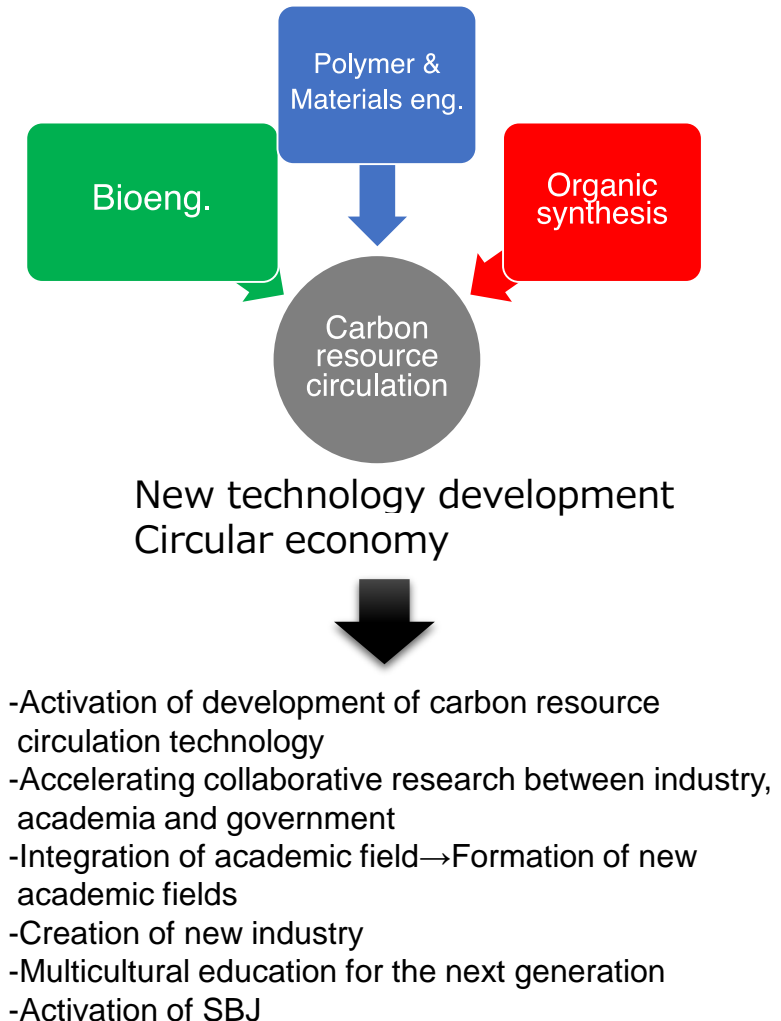 Polymer &
Materials eng.
Bioeng.
Organic
synthesis
Carbon
resource
circulation
New technology development
Circular economy
-Activation of development of carbon resource
circulation technology
-Accelerating collaborative research between industry,
academia and government
-Integration of academic field→Formation of new
academic fields
-Creation of new industry
-Multicultural education for the next generation
-Activation of SBJ